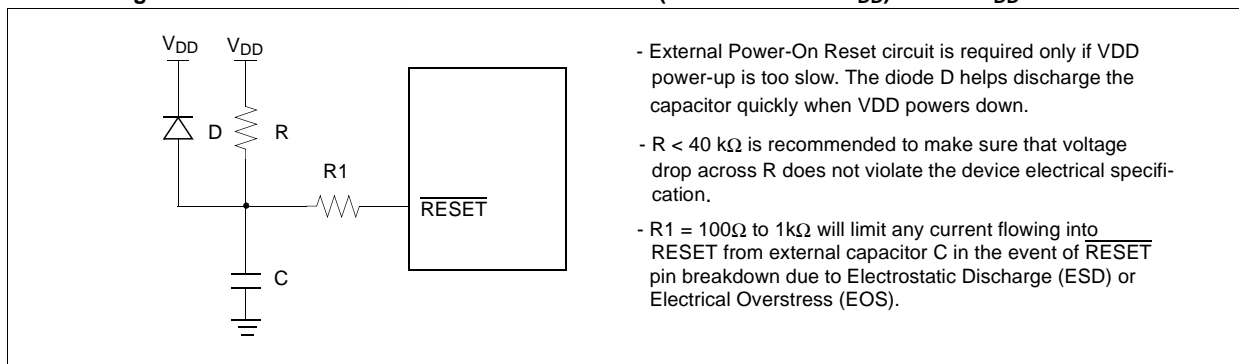 VDD VDD
D R
R1
RESET
C
- External Power-On Reset circuit is required only if VDD
power-up is too slow. The diode D helps discharge the
capacitor quickly when VDD powers down.
- R < 40 kΩ is recommended to make sure that voltage
drop across R does not violate the device electrical specifi-
cation.
- R1 = 100Ω to 1kΩ will limit any current flowing into
RESET from external capacitor C in the event of RESET
pin breakdown due to Electrostatic Discharge (ESD) or
Electrical Overstress (EOS).